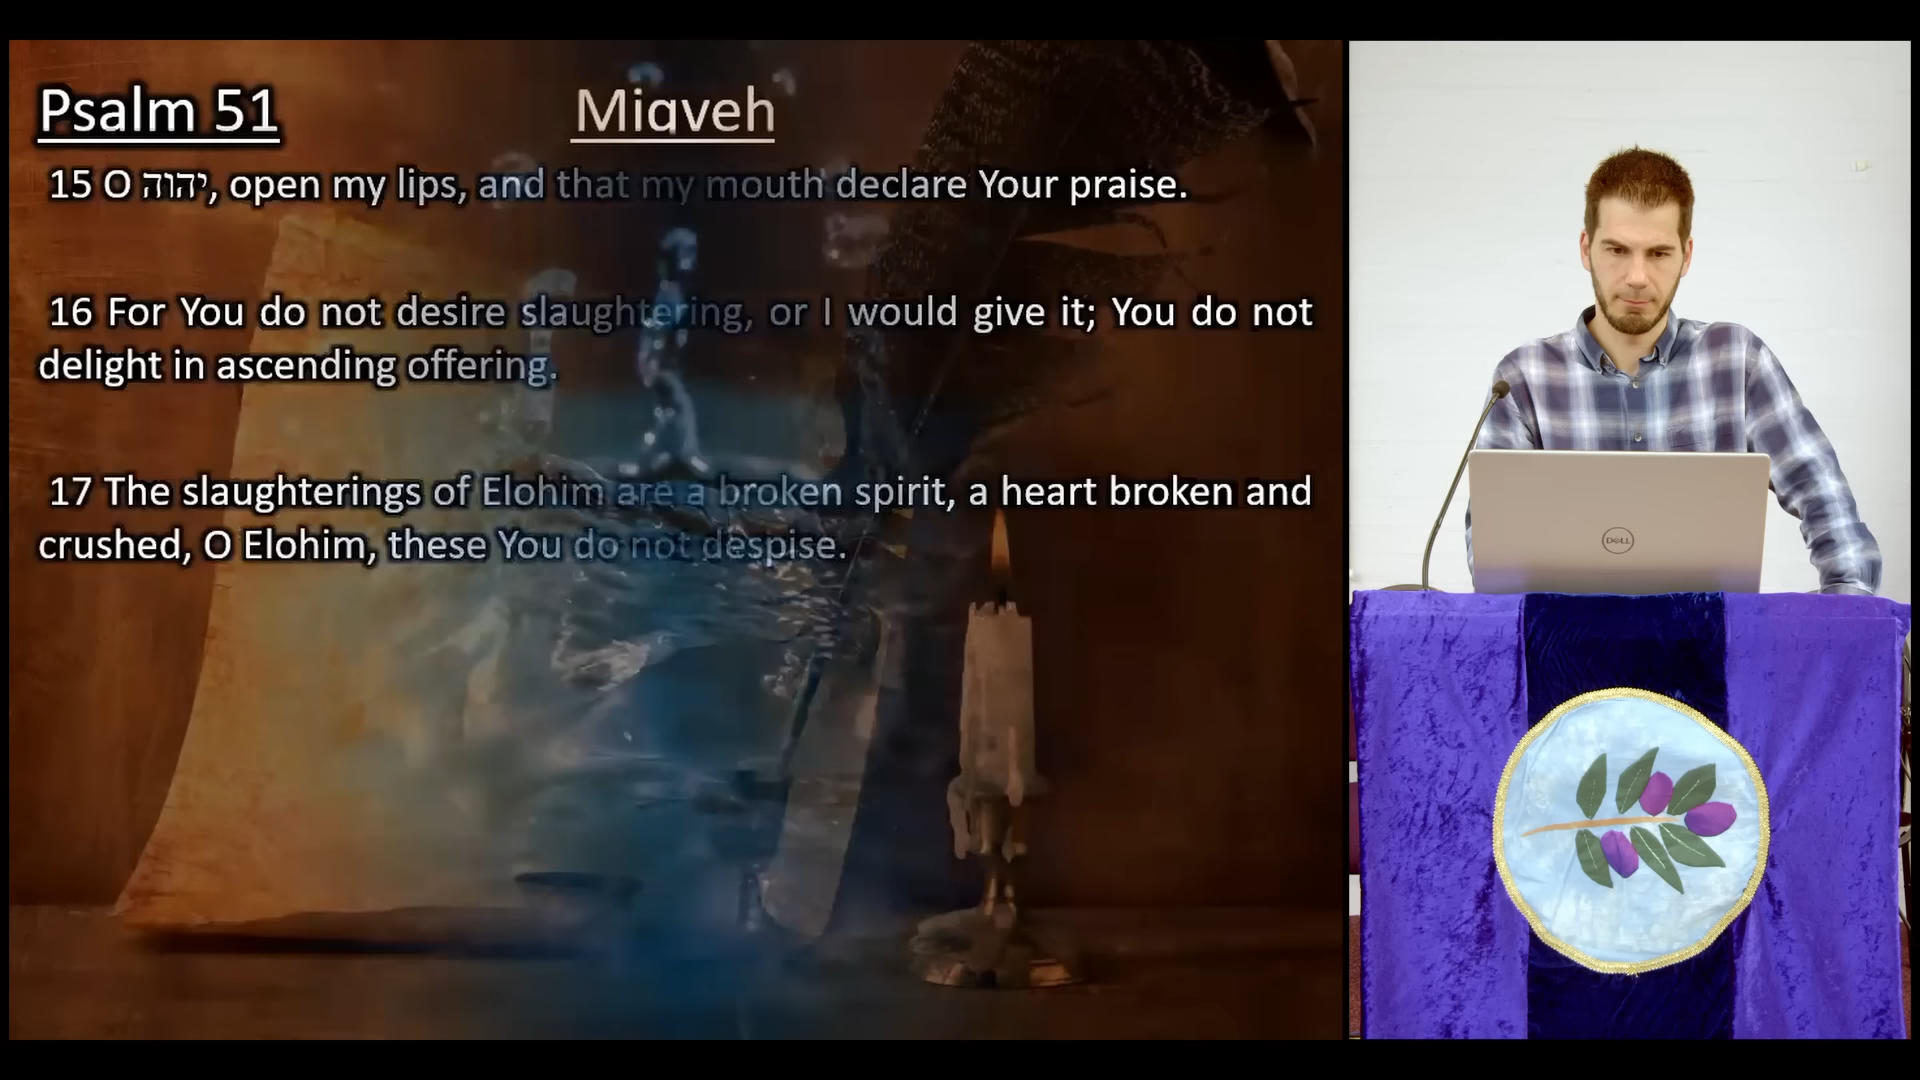 Psalm 51 Miqveh
15 O יהוה, open my lips, and that my mouth declare Your praise.
16 For You do not desire slaughtering, or I would give it; You do not
delight in ascending offering.
17 The slaughterings of Elohim are a broken spirit, a heart broken and
crushed, O Elohim, these You do not despise.
DELL